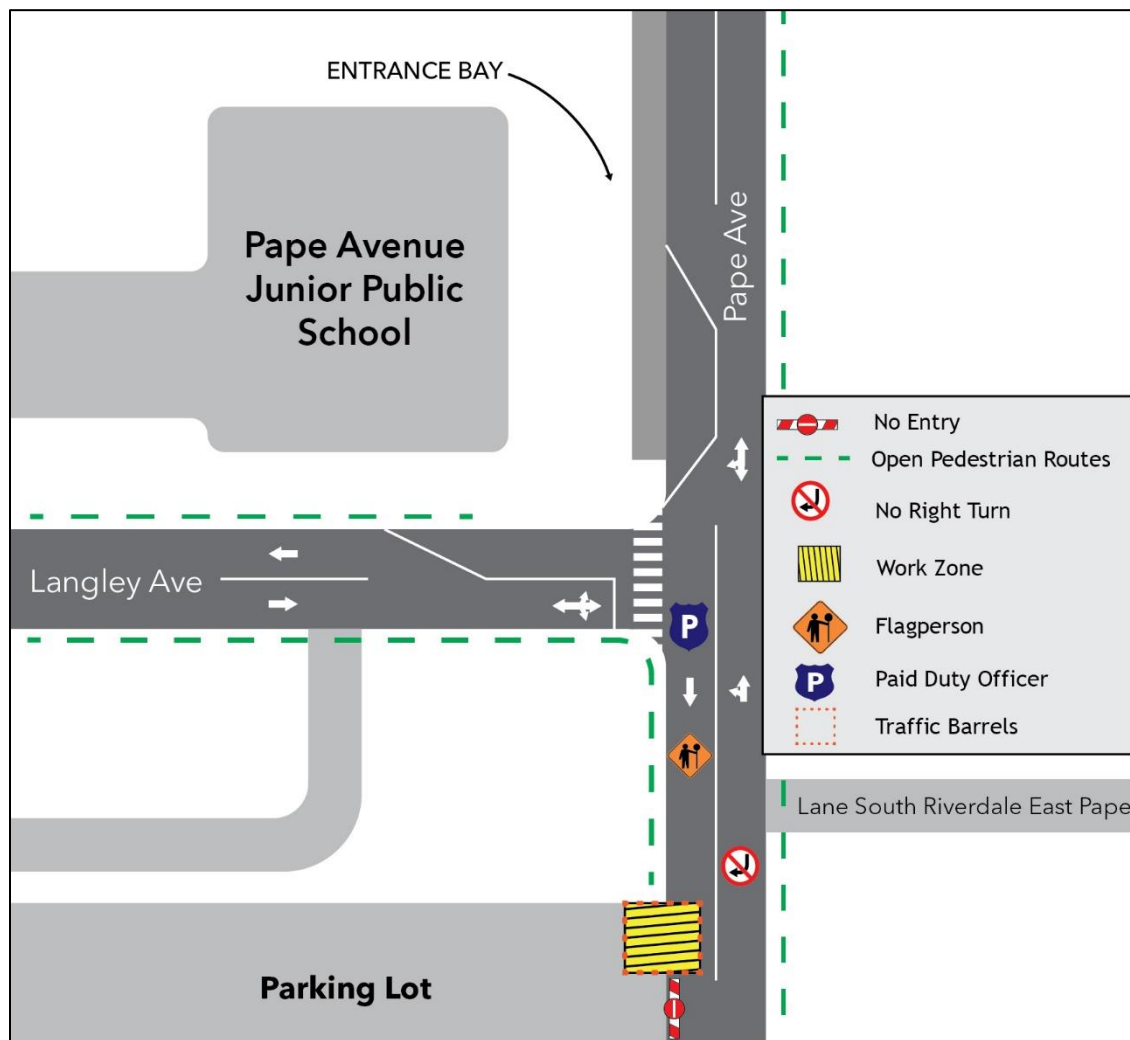 ENTRANCE BAY
Pape Avenue
Junior Public
School
Pape Ave
No Entry
Open Pedestrian Routes
No Right Turn
Work Zone
Flagperson
P
Paid Duty Officer
Traffic Barrels
Langley Ave
P
Lane South Riverdale East Pape
Parking Lot